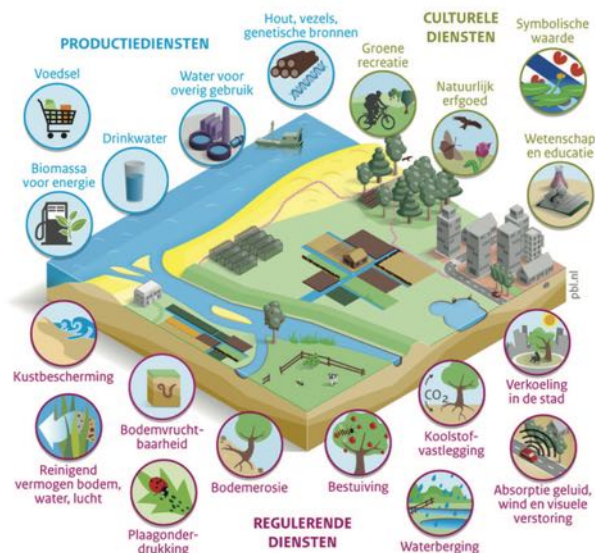 PRODUCTIEDIENSTEN
Voedsel
Biomassa
voor energie
Drinkwater
Water voor
overig gebruik
Hout, vezels,
genetische bronnen
CULTURELE
DIENSTEN
Groene
recreatie
Natuurlijk
erfgoed
Symbolische
waarde
Wetenschap
en educatie
pbl.nl
Kustbescherming
Reinigend
vermogen bodem,
water, lucht
Bodemvrucht-
baarheid
Plaagonder-
drukking
Bodemerosie
Bestuiving
REGULERENDE
DIENSTEN
CO2
Koolstof-
vastlegging
Waterberging
Verkoeling
in de stad
Absorptie geluid,
wind en visuele
verstoring